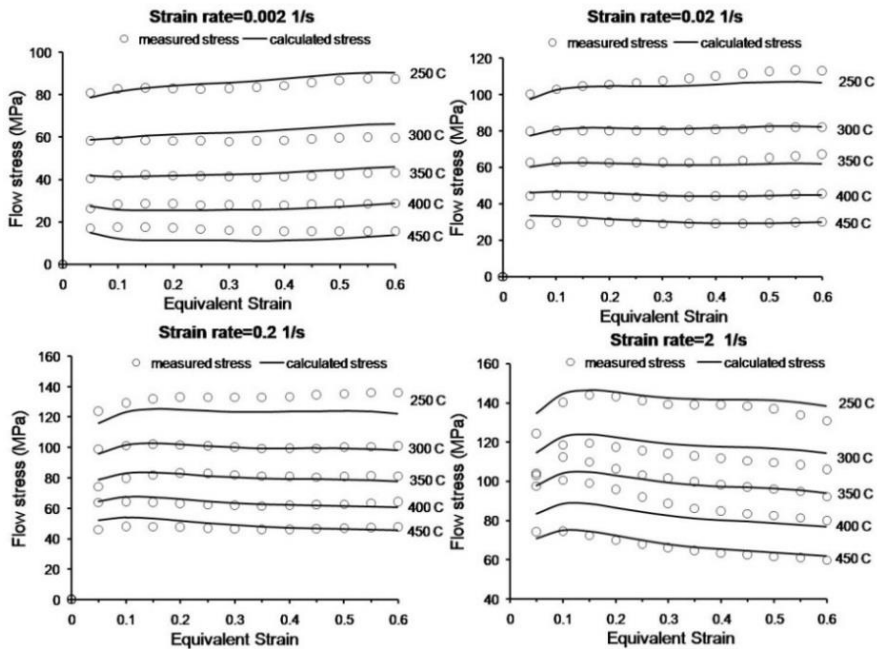 Strain rate=0.002 1/s
measured stress
calculated stress
Flow stress (MPa)
100
80
60
40
20
0
250 C
300 C
350 C
400 C
450 C
0
0.1
0.2
0.3
0.4
0.5
0.6
Equivalent Strain
Strain rate=0.02 1/s
measured stress
calculated stress
Flow stress (MPa)
120
100
80
60
40
20
0
250 C
300 C
350 C
400 C
450 C
0
0.1
0.2
0.3
0.4
0.5
0.6
Equivalent Strain
Strain rate=0.2 1/s
measured stress
calculated stress
Flow stress (MPa)
160
140
120
100
80
60
40
20
0
250 C
300 C
350 C
400 C
450 C
0
0.1
0.2
0.3
0.4
0.5
0.6
Equivalent Strain
Strain rate=2 1/s
measured stress
calculated stress
Flow stress (MPa)
160
140
120
100
80
60
40
250 C
300 C
350 C
400 C
450 C
0
0.1
0.2
0.3
0.4
0.5
0.6
Equivalent Strain